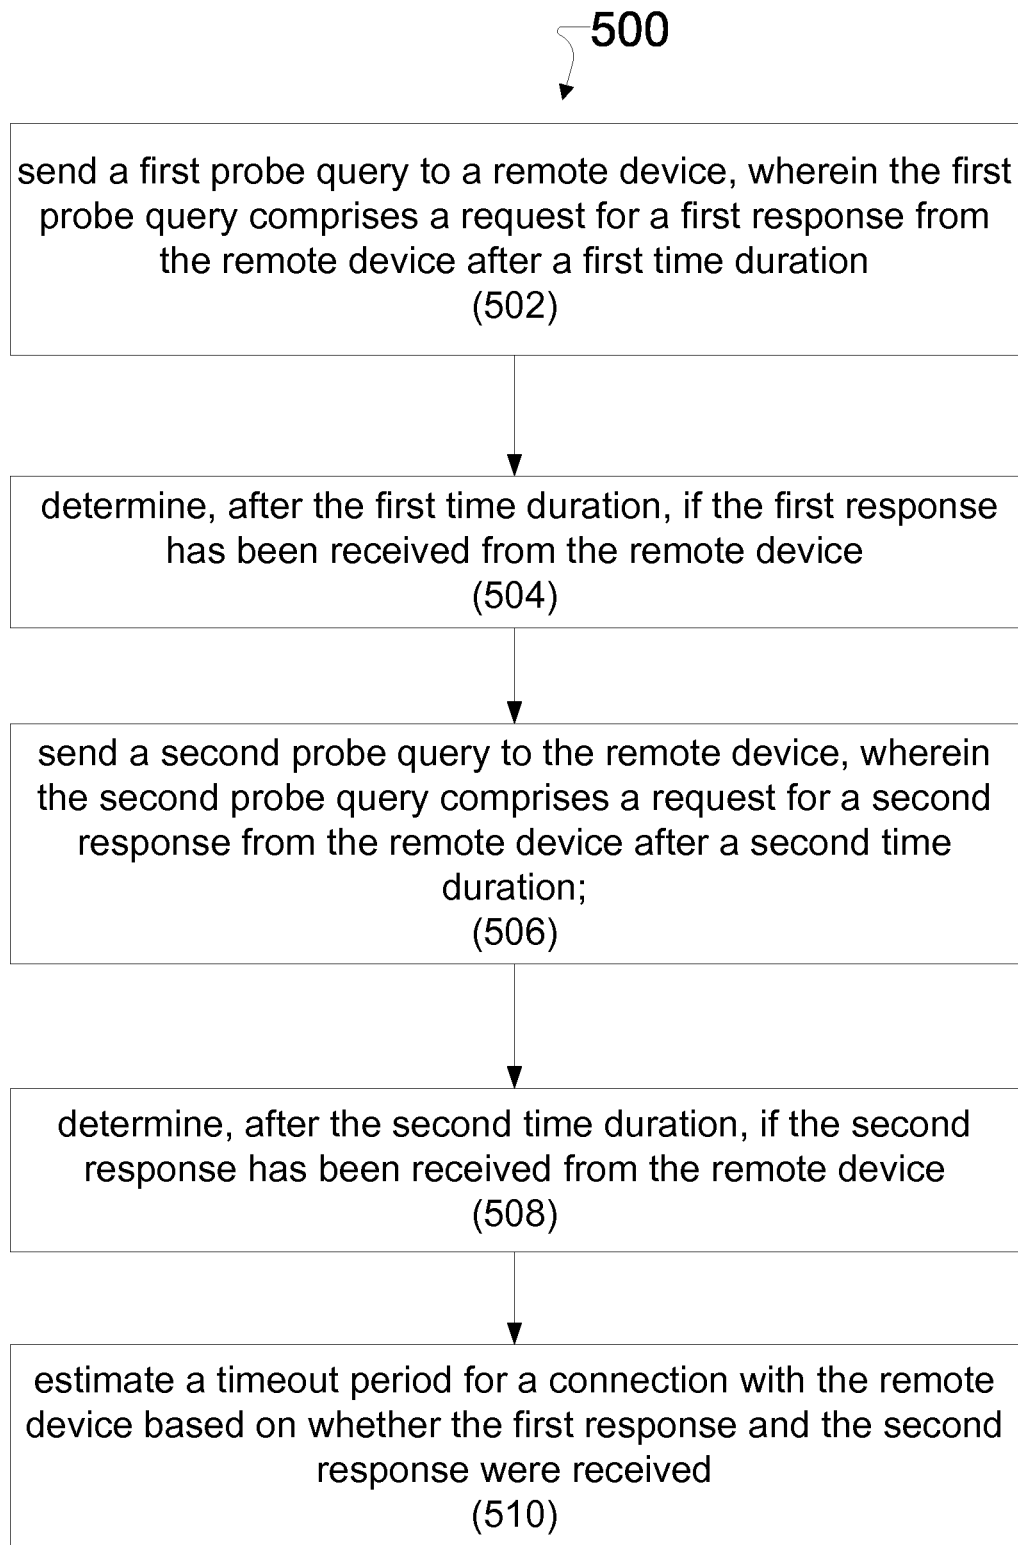 500
send a first probe query to a remote device, wherein the first
probe query comprises a request for a first response from
the remote device after a first time duration
(502)
determine, after the first time duration, if the first response
has been received from the remote device
(504)
send a second probe query to the remote device, wherein
the second probe query comprises a request for a second
response from the remote device after a second time
duration;
(506)
determine, after the second time duration, if the second
response has been received from the remote device
(508)
estimate a timeout period for a connection with the remote
device based on whether the first response and the second
response were received
(510)